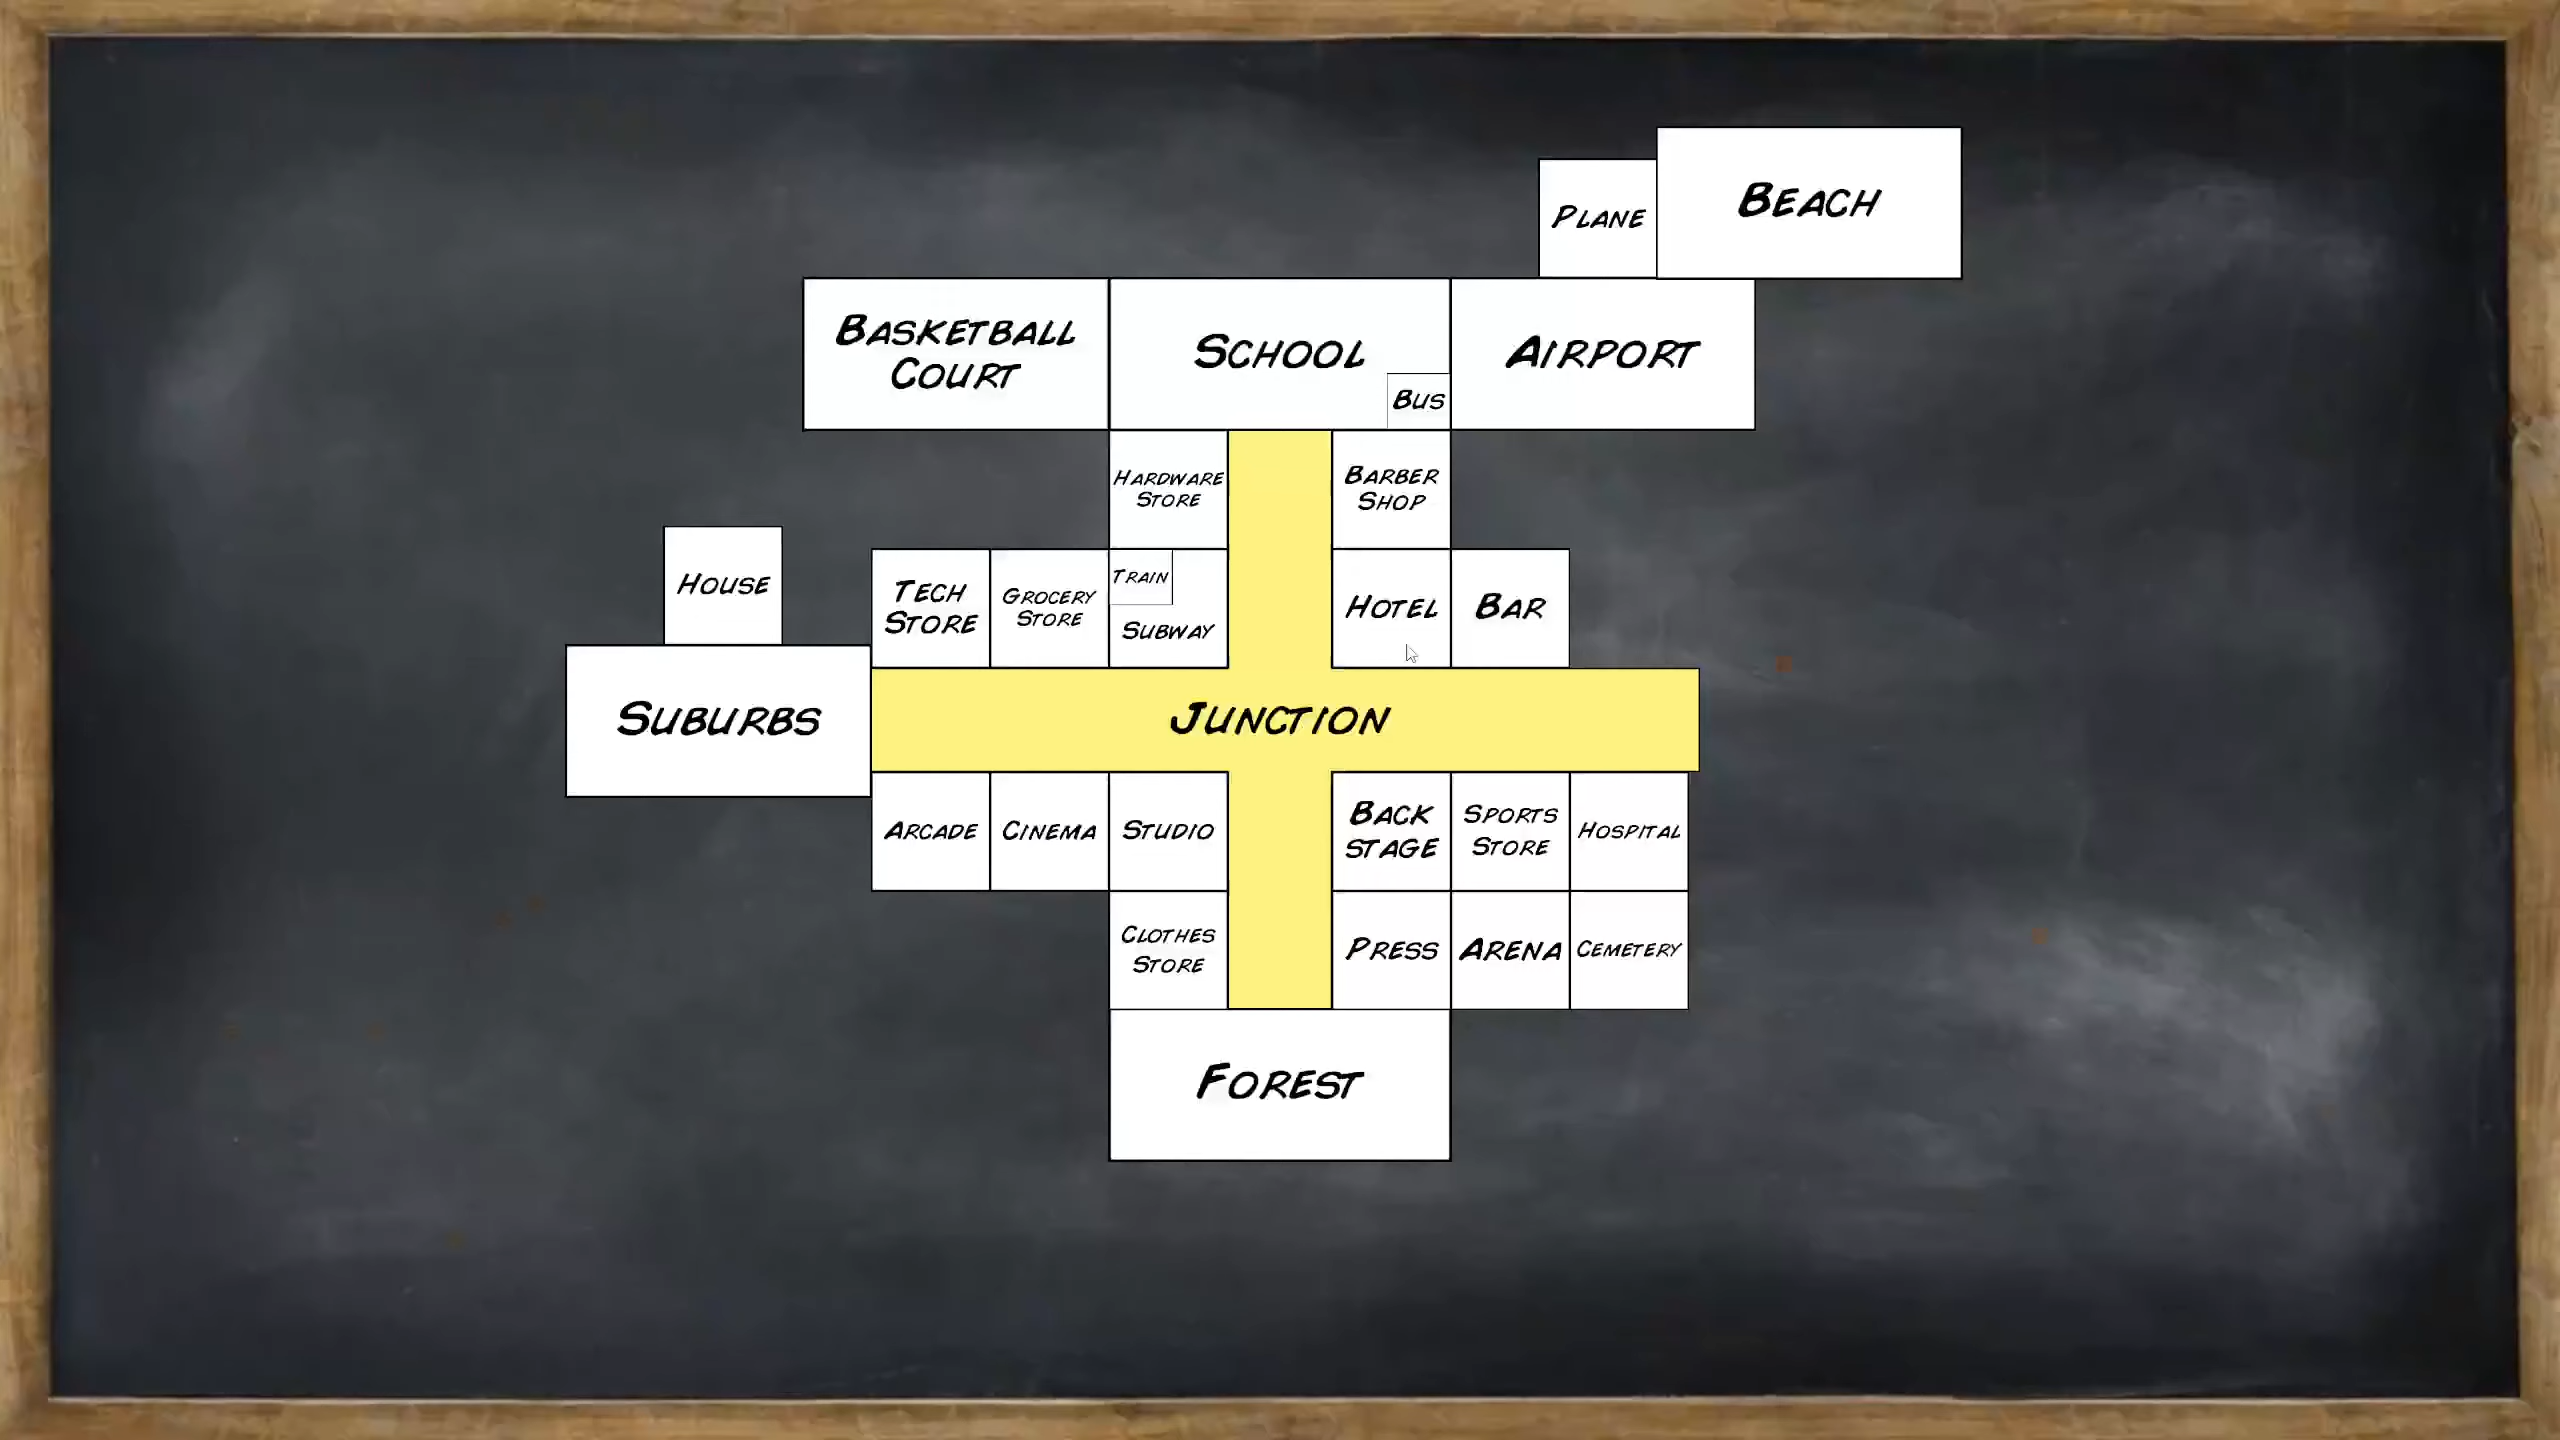 PLANE
BEACH
BASKETBALL
COURT
SCHOOL
BUS
AIRPORT
HARDWARE
STORE
BARBER
SHOP
HOUSE
TECH
STORE
GROCERY
STORE
TRAIN
SUBWAY
HOTEL
BAR
SUBURBS
JUNCTION
ARCADE
CINEMA
STUDIO
BACK
STAGE
SPORTS
STORE
HOSPITAL
CLOTHES
STORE
PRESS
ARENA
CEMETERY
FOREST